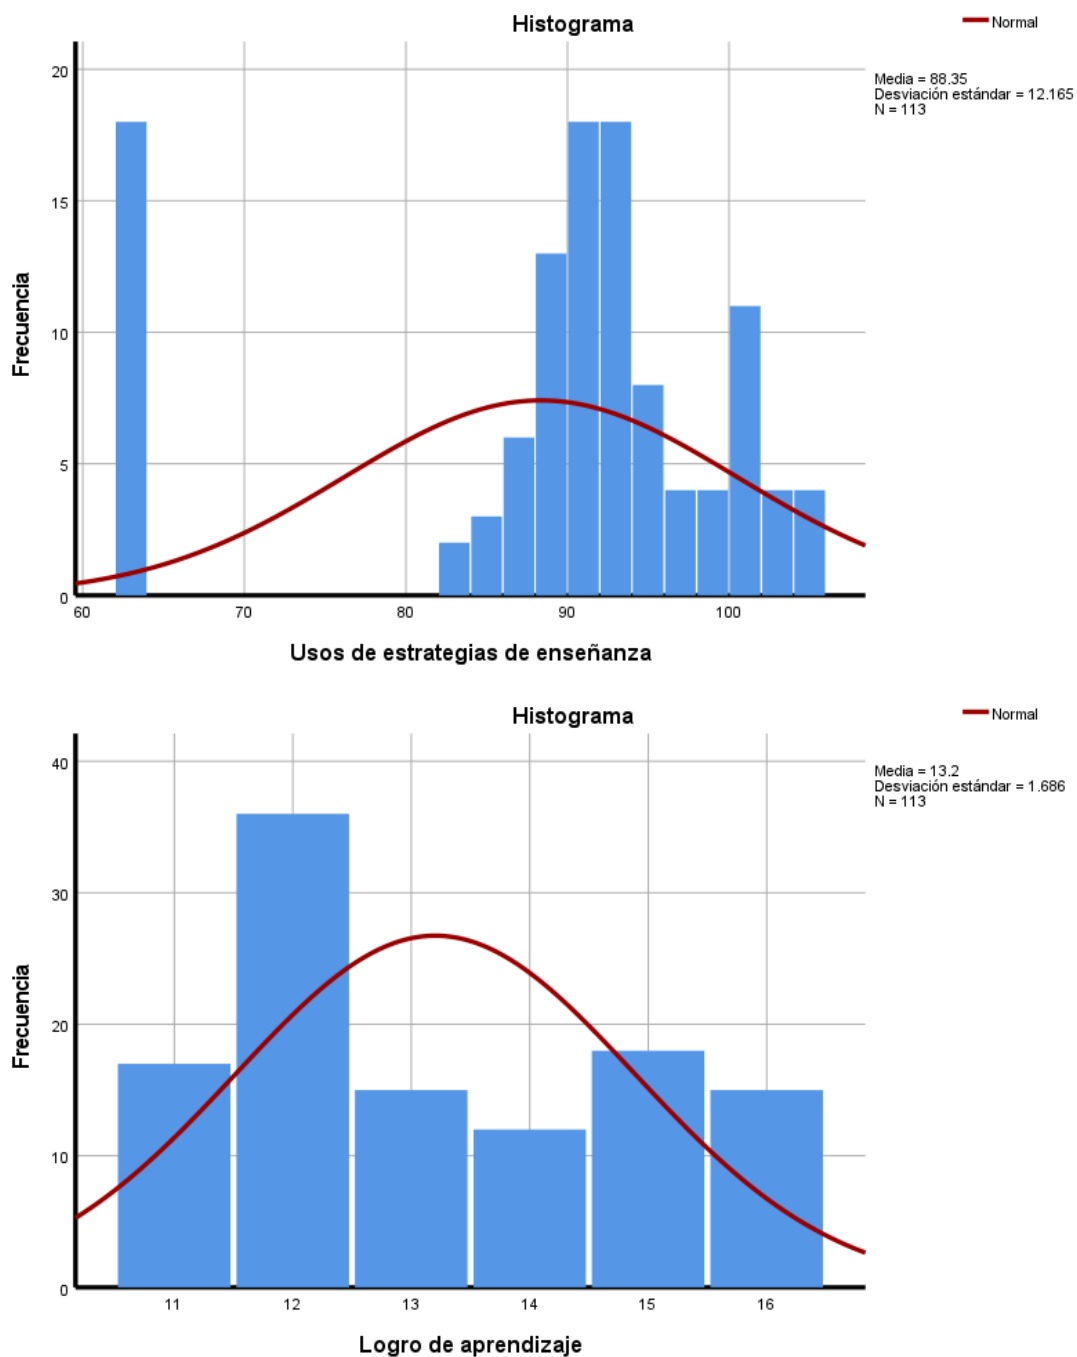 Histograma
Normal
Media = 88.35
Desviación estándar = 12.165
N = 113
20
15
10
5
0
Frecuencia
60 70 80 90 100
Usos de estrategias de enseñanza
Histograma
Normal
Media = 13.2
Desviación estándar = 1.686
N = 113
40
30
20
10
0
Frecuencia
11 12 13 14 15 16
Logro de aprendizaje